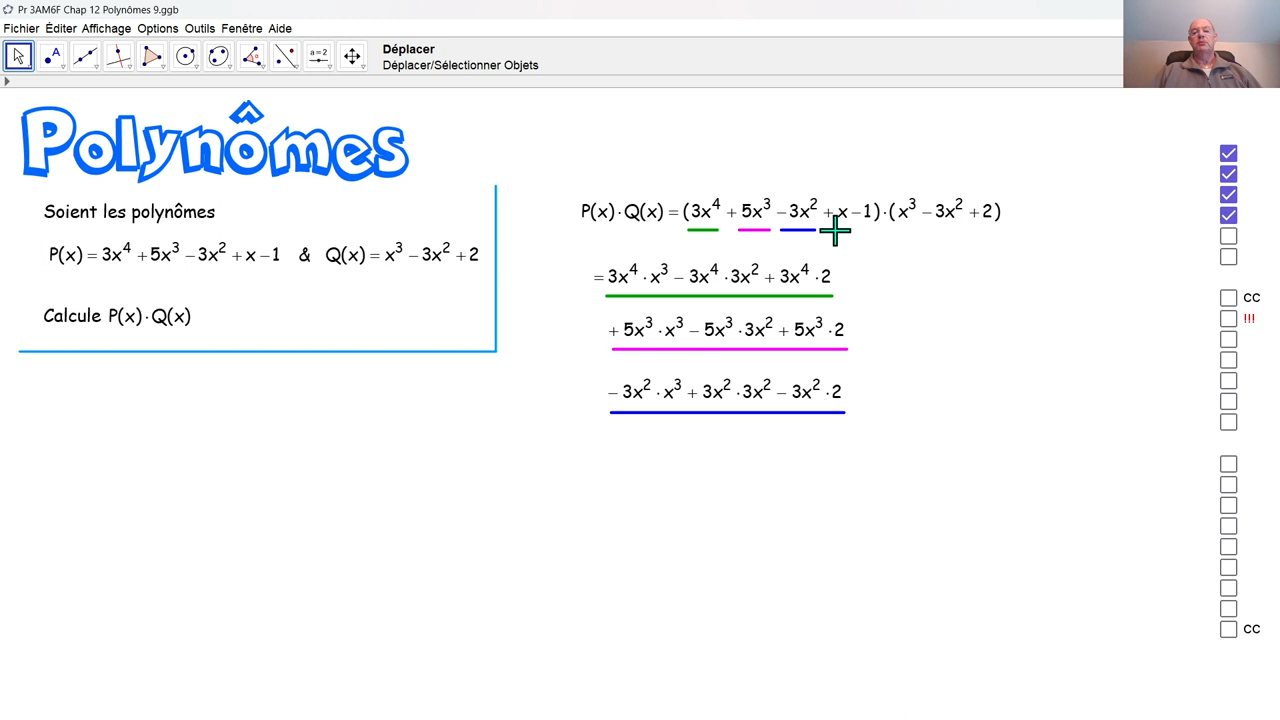 Pr 3AM6F Chap 12 Polynômes 9.ggb
Fichier Éditer Affichage Options Outils Fenêtre Aide
A
a=2
Déplacer
Déplacer/Sélectionner Objets
Polynômes
Soient les polynômes
P(x) = 3x⁴ + 5x³ − 3x² + x − 1 & Q(x) = x³ − 3x² + 2
Calcule P(x) · Q(x)
P(x) · Q(x) = (3x⁴ + 5x³ − 3x² + x − 1) · (x³ − 3x² + 2)
= 3x⁴ · x³ − 3x⁴ · 3x² + 3x⁴ · 2
+ 5x³ · x³ − 5x³ · 3x² + 5x³ · 2
− 3x² · x³ + 3x² · 3x² − 3x² · 2
CC
!!!
CC